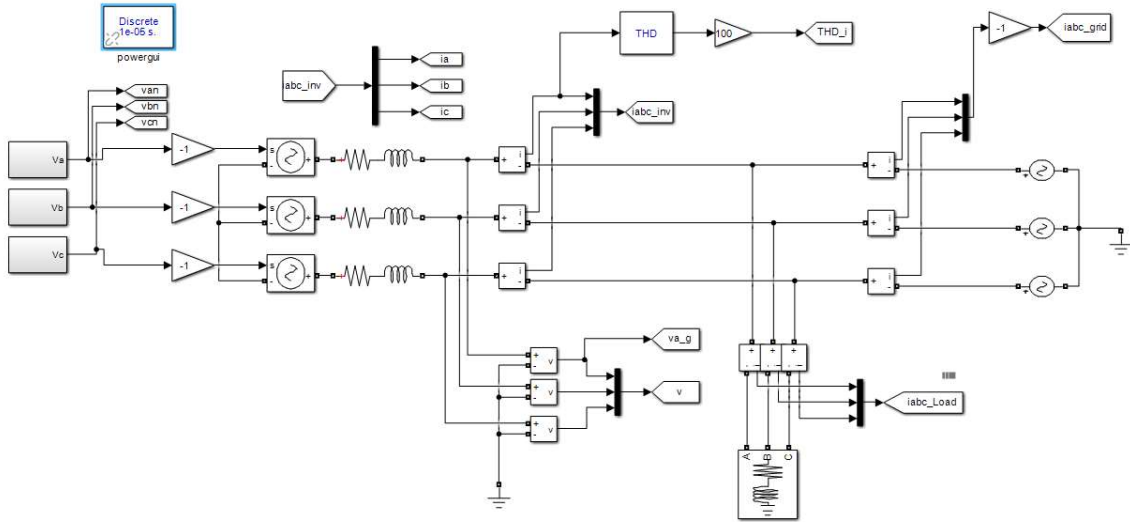 Discrete
1e-05 s.
powergui
van
vbn
vcn
Va
Vb
Vc
-1
-1
-1
s
-
+
s
-
+
s
-
+
iabc_inv
ia
ib
ic
THD
100
THD_i
iabc_inv
-1
iabc_grid
+
i
-
+
i
-
+
i
-
+
i
-
+
i
-
+
i
-
+
v
-
+
v
-
+
v
-
va_g
v
iabc_Load
A
B
C